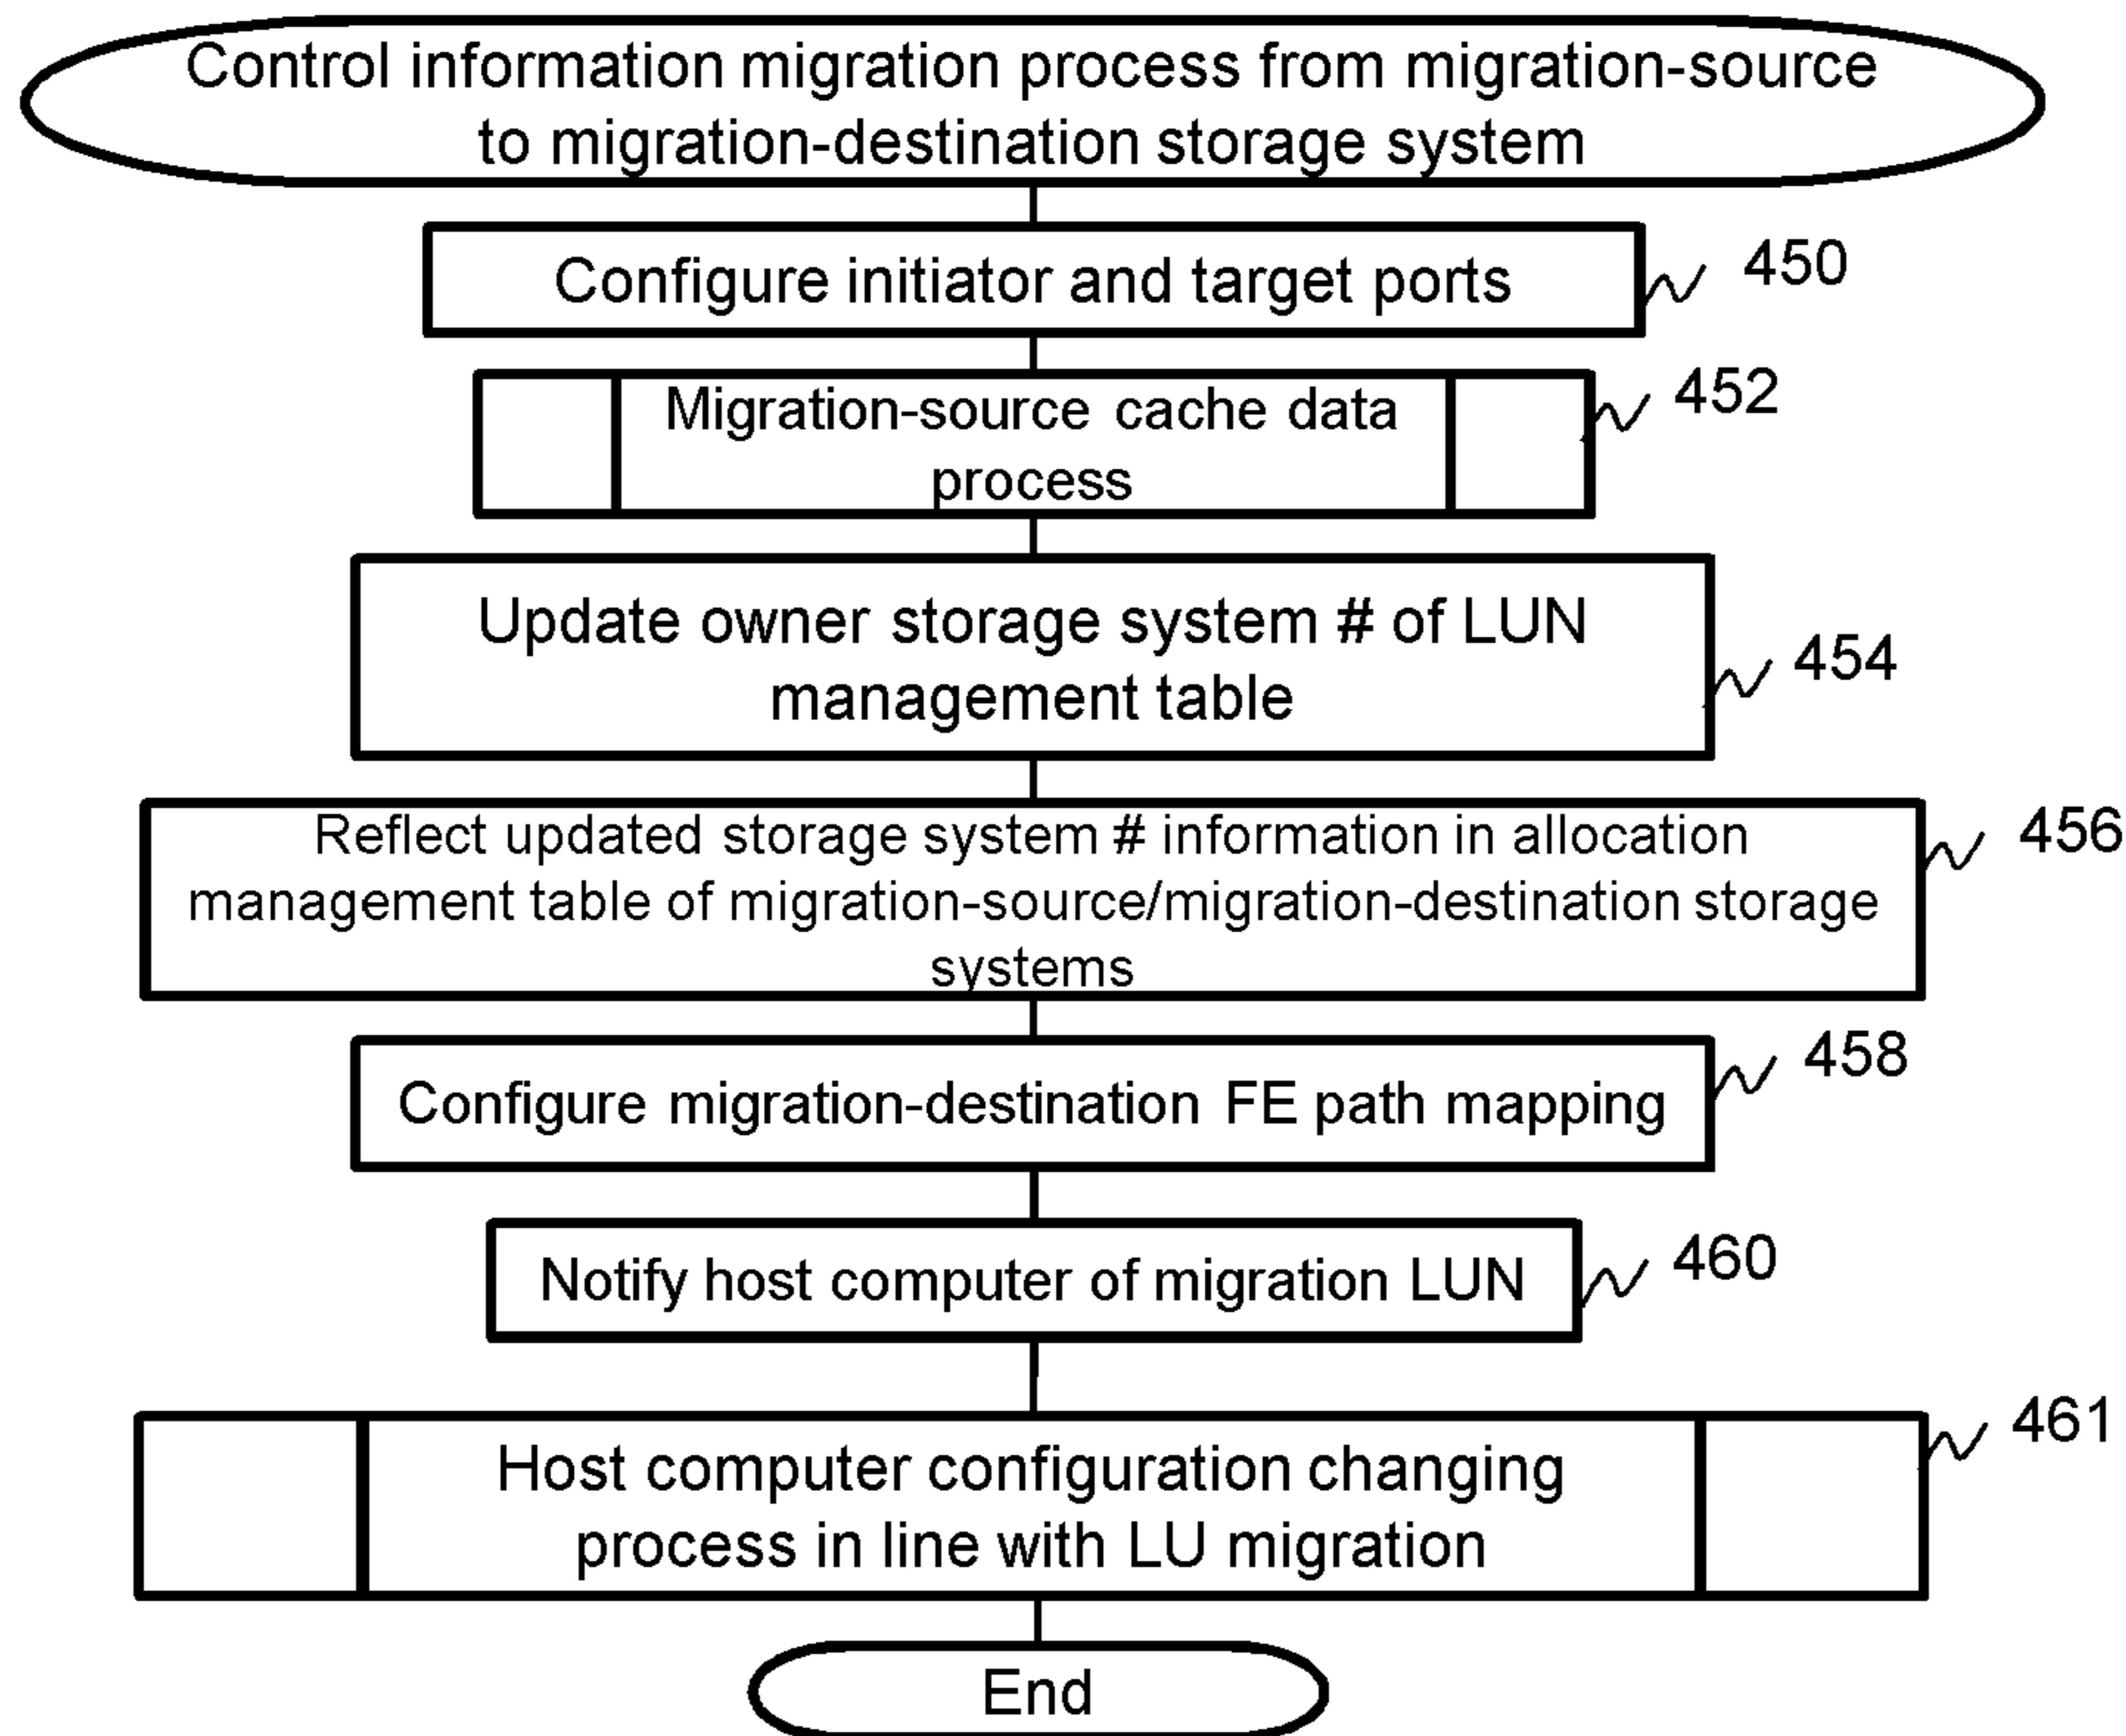 Control information migration process from migration-source
to migration-destination storage system
Configure initiator and target ports
450
Migration-source cache data
process
452
Update owner storage system # of LUN
management table
454
Reflect updated storage system # information in allocation
management table of migration-source/migration-destination storage
systems
456
Configure migration-destination FE path mapping
458
Notify host computer of migration LUN
460
Host computer configuration changing
process in line with LU migration
461
End